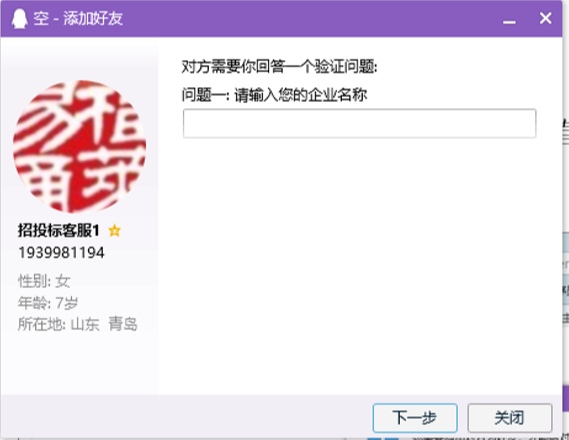 空 - 添加好友
对方需要你回答一个验证问题:
问题一: 请输入您的企业名称
招投标客服1
1939981194
性别: 女
年龄: 7岁
所在地: 山东 青岛
下一步
关闭